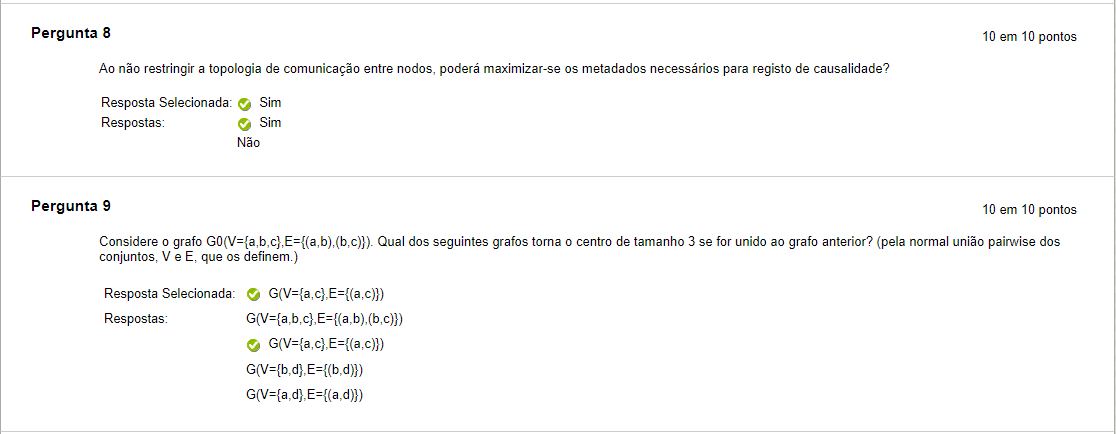 Pergunta 8
10 em 10 pontos
Ao não restringir a topologia de comunicação entre nodos, poderá maximizar-se os metadados necessários para registo de causalidade?
Resposta Selecionada: Sim
Respostas: Sim
Não
Pergunta 9
10 em 10 pontos
Considere o grafo G0(V={a,b,c},E={(a,b),(b,c)}). Qual dos seguintes grafos torna o centro de tamanho 3 se for unido ao grafo anterior? (pela normal união pairwise dos
conjuntos, V e E, que os definem.)
Resposta Selecionada: G(V={a,c},E={(a,c)})
Respostas: G(V={a,b,c},E={(a,b),(b,c)})
G(V={a,c},E={(a,c)})
G(V={b,d},E={(b,d)})
G(V={a,d},E={(a,d)})